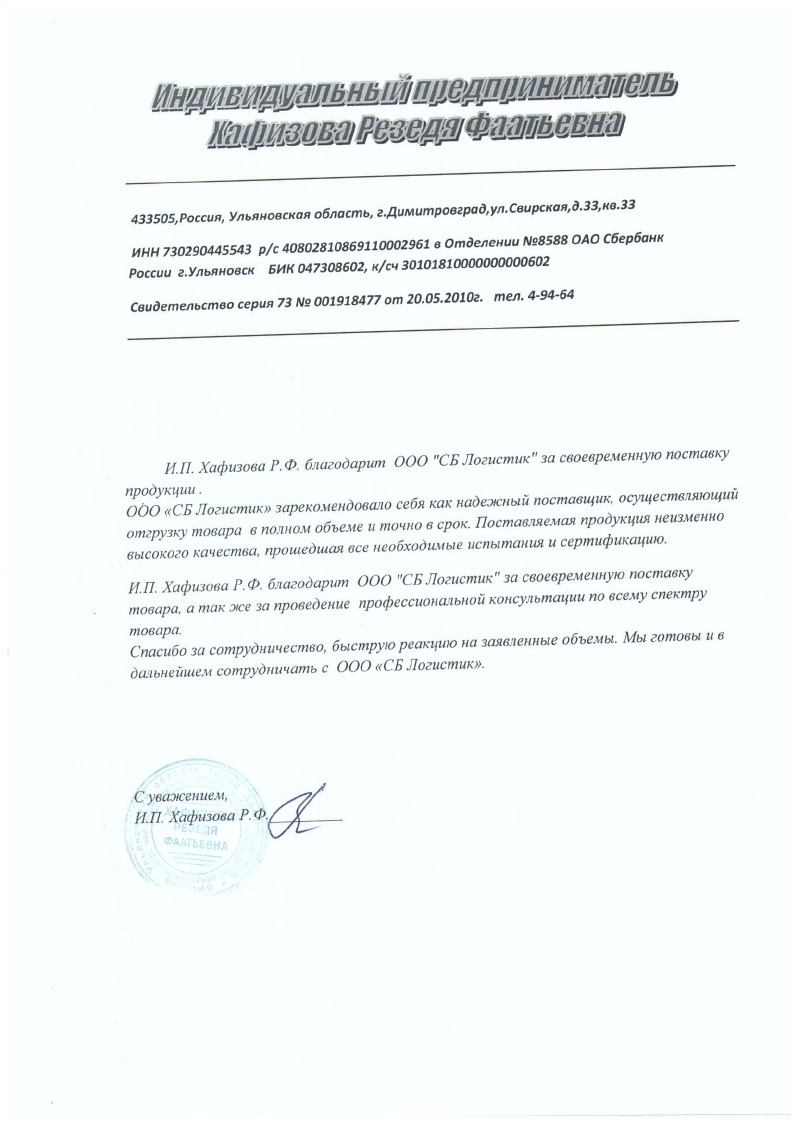 Индивидуальный предприниматель
Хафизова Резедя Фаатьевна
433505,Россия, Ульяновская область, г.Димитровград,ул.Свирская,д.33,кв.33
ИНН 730290445543 р/с 40802810869110002961 в Отделении №8588 ОАО Сбербанк
России г.Ульяновск БИК 047308602, к/сч 30101810000000000602
Свидетельство серия 73 № 001918477 от 20.05.2010г. тел. 4-94-64
И.П. Хафизова Р.Ф. благодарит ООО "СБ Логистик" за своевременную поставку
продукции .
ООО «СБ Логистик» зарекомендовало себя как надежный поставщик, осуществляющий
отгрузку товара в полном объеме и точно в срок. Поставляемая продукция неизменно
высокого качества, прошедшая все необходимые испытания и сертификацию.
И.П. Хафизова Р.Ф. благодарит ООО "СБ Логистик" за своевременную поставку
товара, а так же за проведение профессиональной консультации по всему спектру
товара.
Спасибо за сотрудничество, быструю реакцию на заявленные объемы. Мы готовы и в
дальнейшем сотрудничать с ООО «СБ Логистик».
С уважением,
И.П. Хафизова Р.Ф.
ХАФИЗОВА
РЕЗЕДЯ
ФААТЬЕВНА